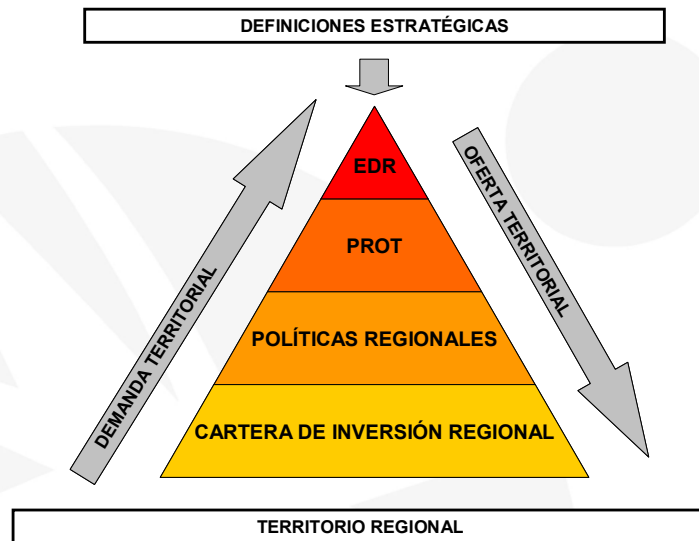 DEFINICIONES ESTRATÉGICAS
EDR
PROT
POLÍTICAS REGIONALES
CARTERA DE INVERSIÓN REGIONAL
DEMANDA TERRITORIAL
OFERTA TERRITORIAL
TERRITORIO REGIONAL